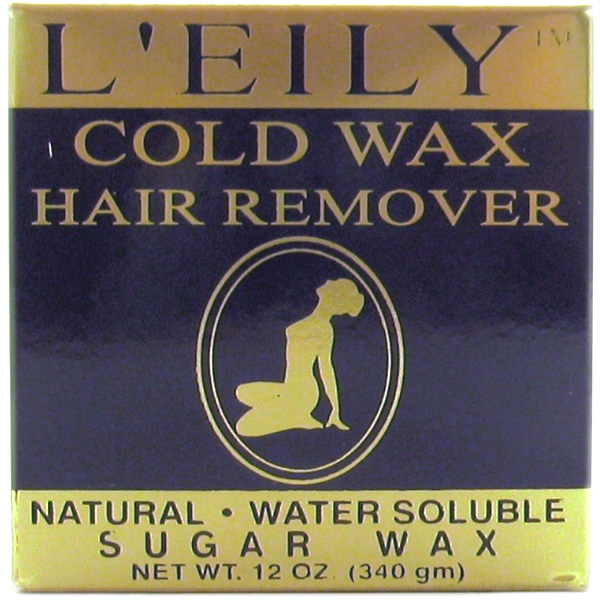 L'EILY™
COLD WAX
HAIR REMOVER
NATURAL • WATER SOLUBLE
SUGAR WAX
NET WT. 12 OZ. (340 gm)